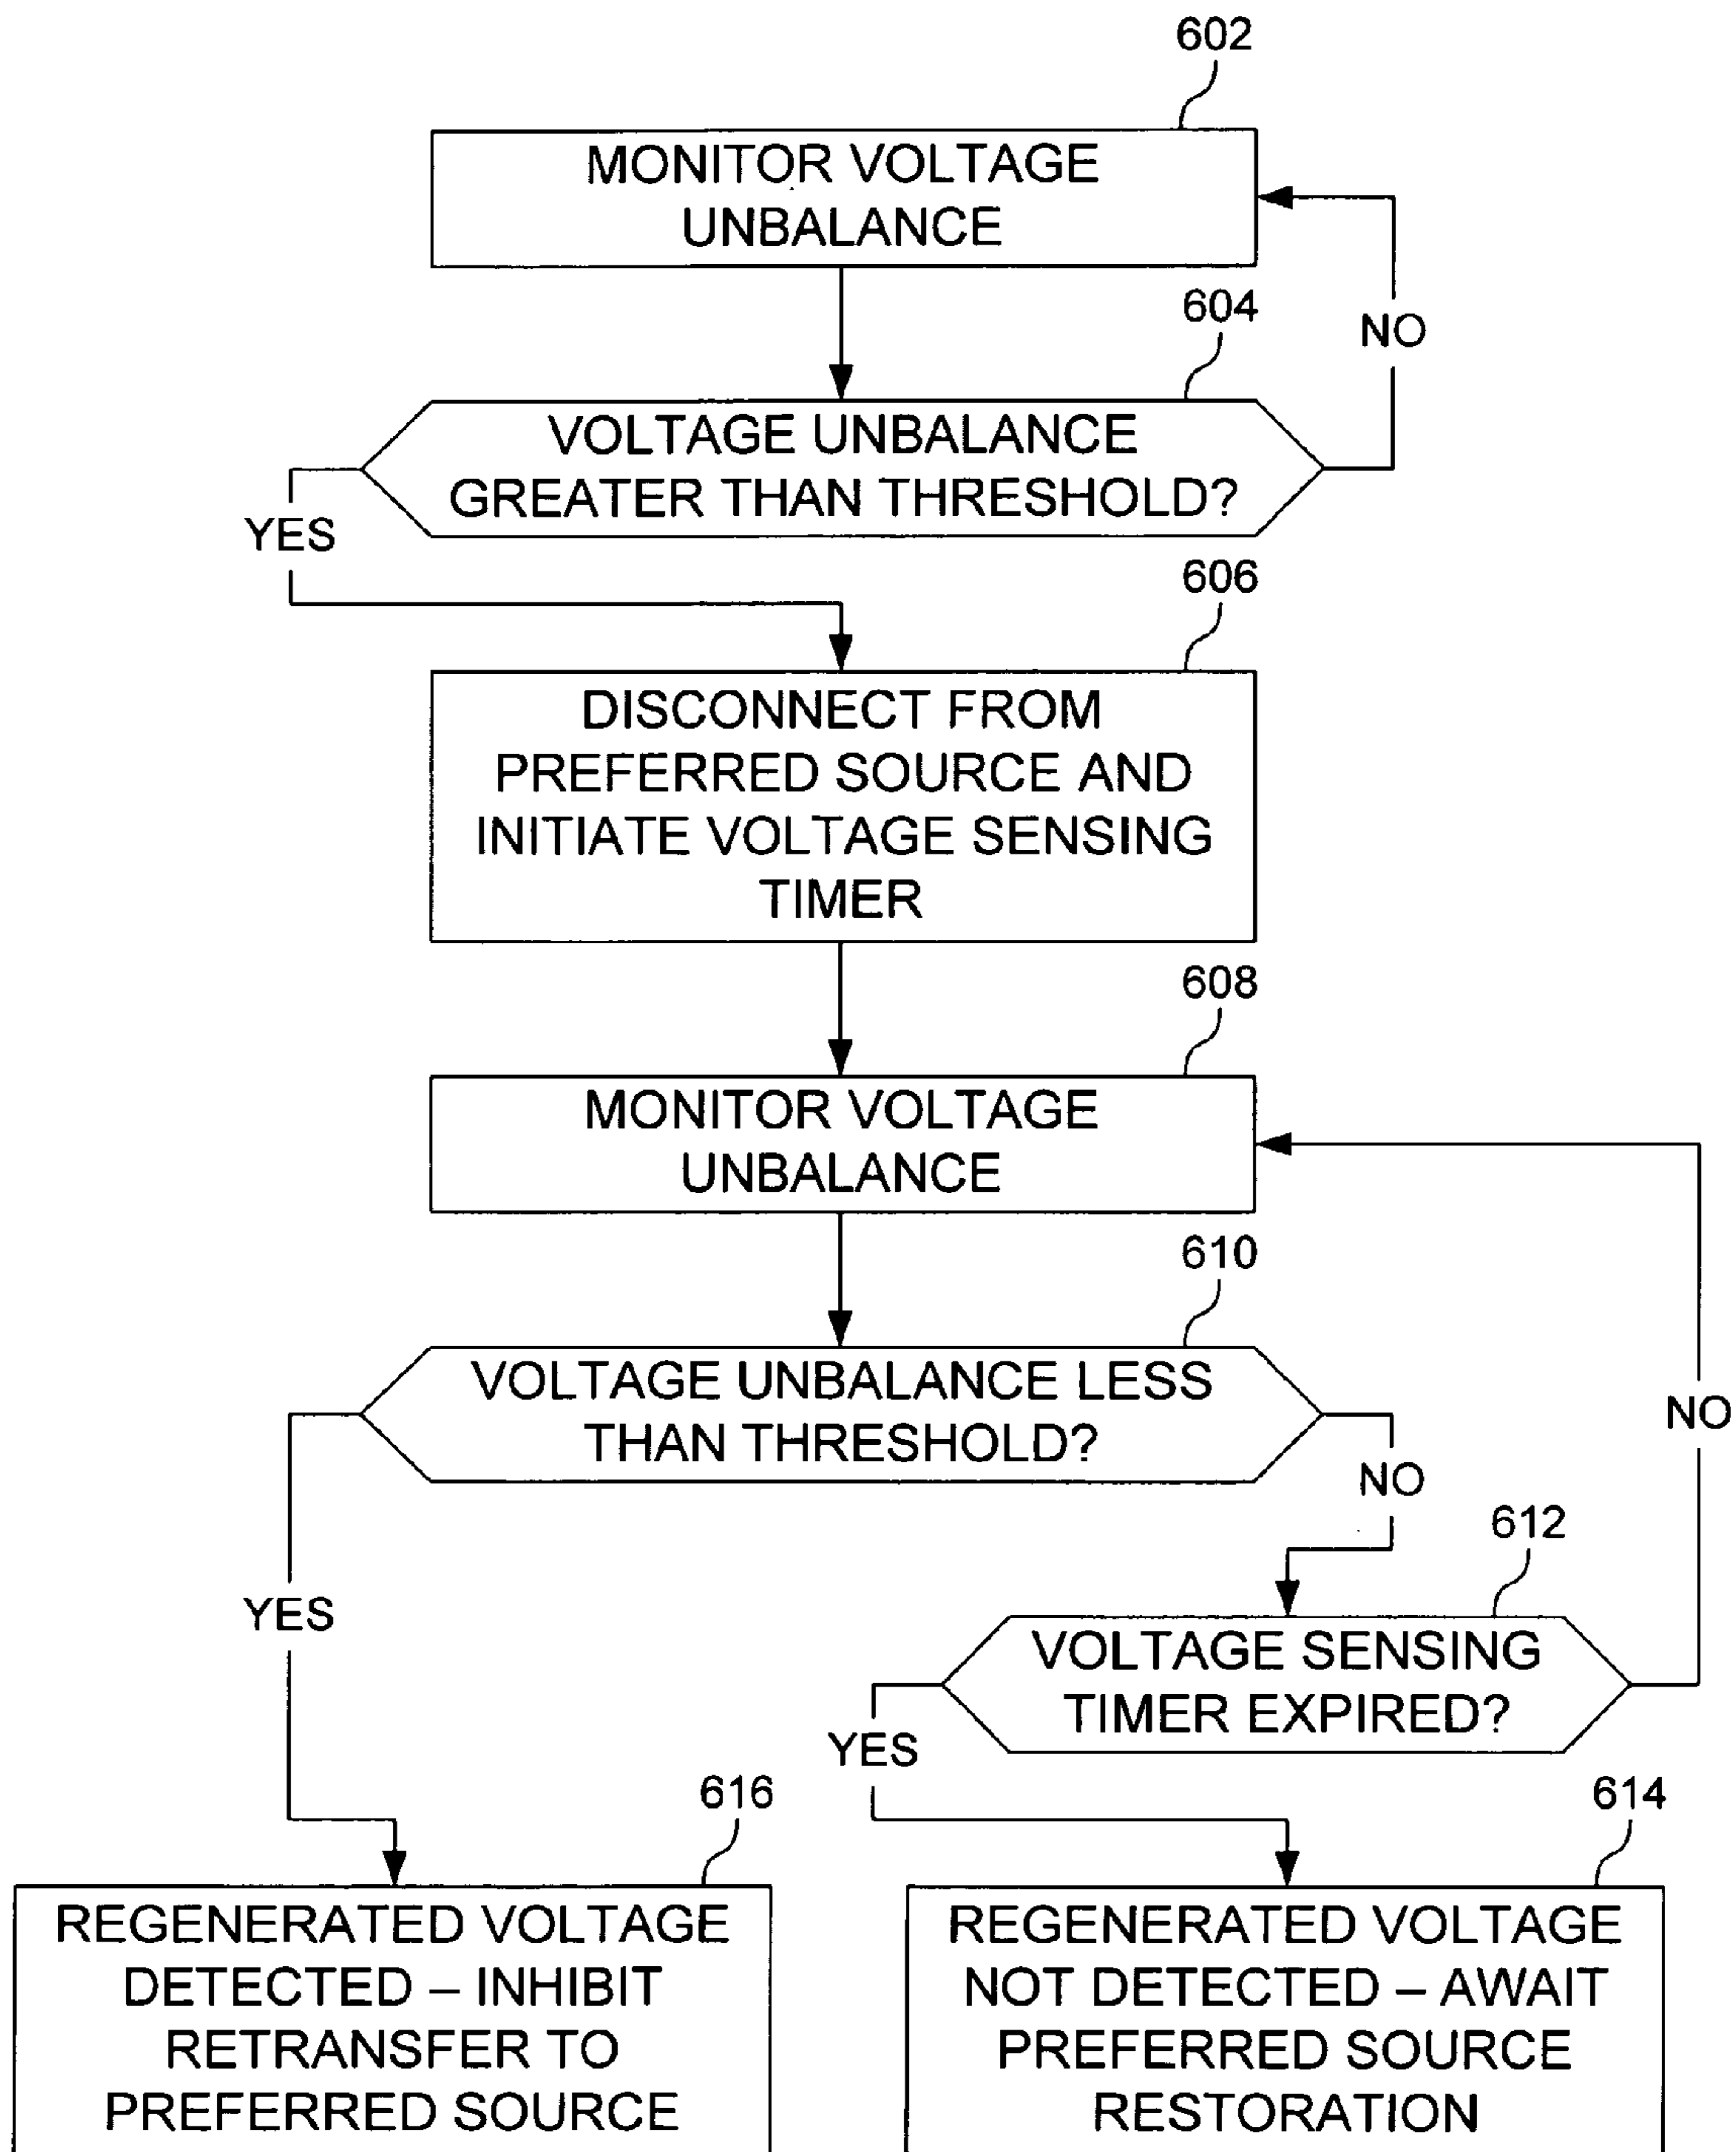 602
MONITOR VOLTAGE
UNBALANCE
604
NO
VOLTAGE UNBALANCE
GREATER THAN THRESHOLD?
YES
606
DISCONNECT FROM
PREFERRED SOURCE AND
INITIATE VOLTAGE SENSING
TIMER
608
MONITOR VOLTAGE
UNBALANCE
610
VOLTAGE UNBALANCE LESS
THAN THRESHOLD?
NO
NO
612
YES
VOLTAGE SENSING
TIMER EXPIRED?
YES
616
REGENERATED VOLTAGE
DETECTED – INHIBIT
RETRANSFER TO
PREFERRED SOURCE
614
REGENERATED VOLTAGE
NOT DETECTED – AWAIT
PREFERRED SOURCE
RESTORATION